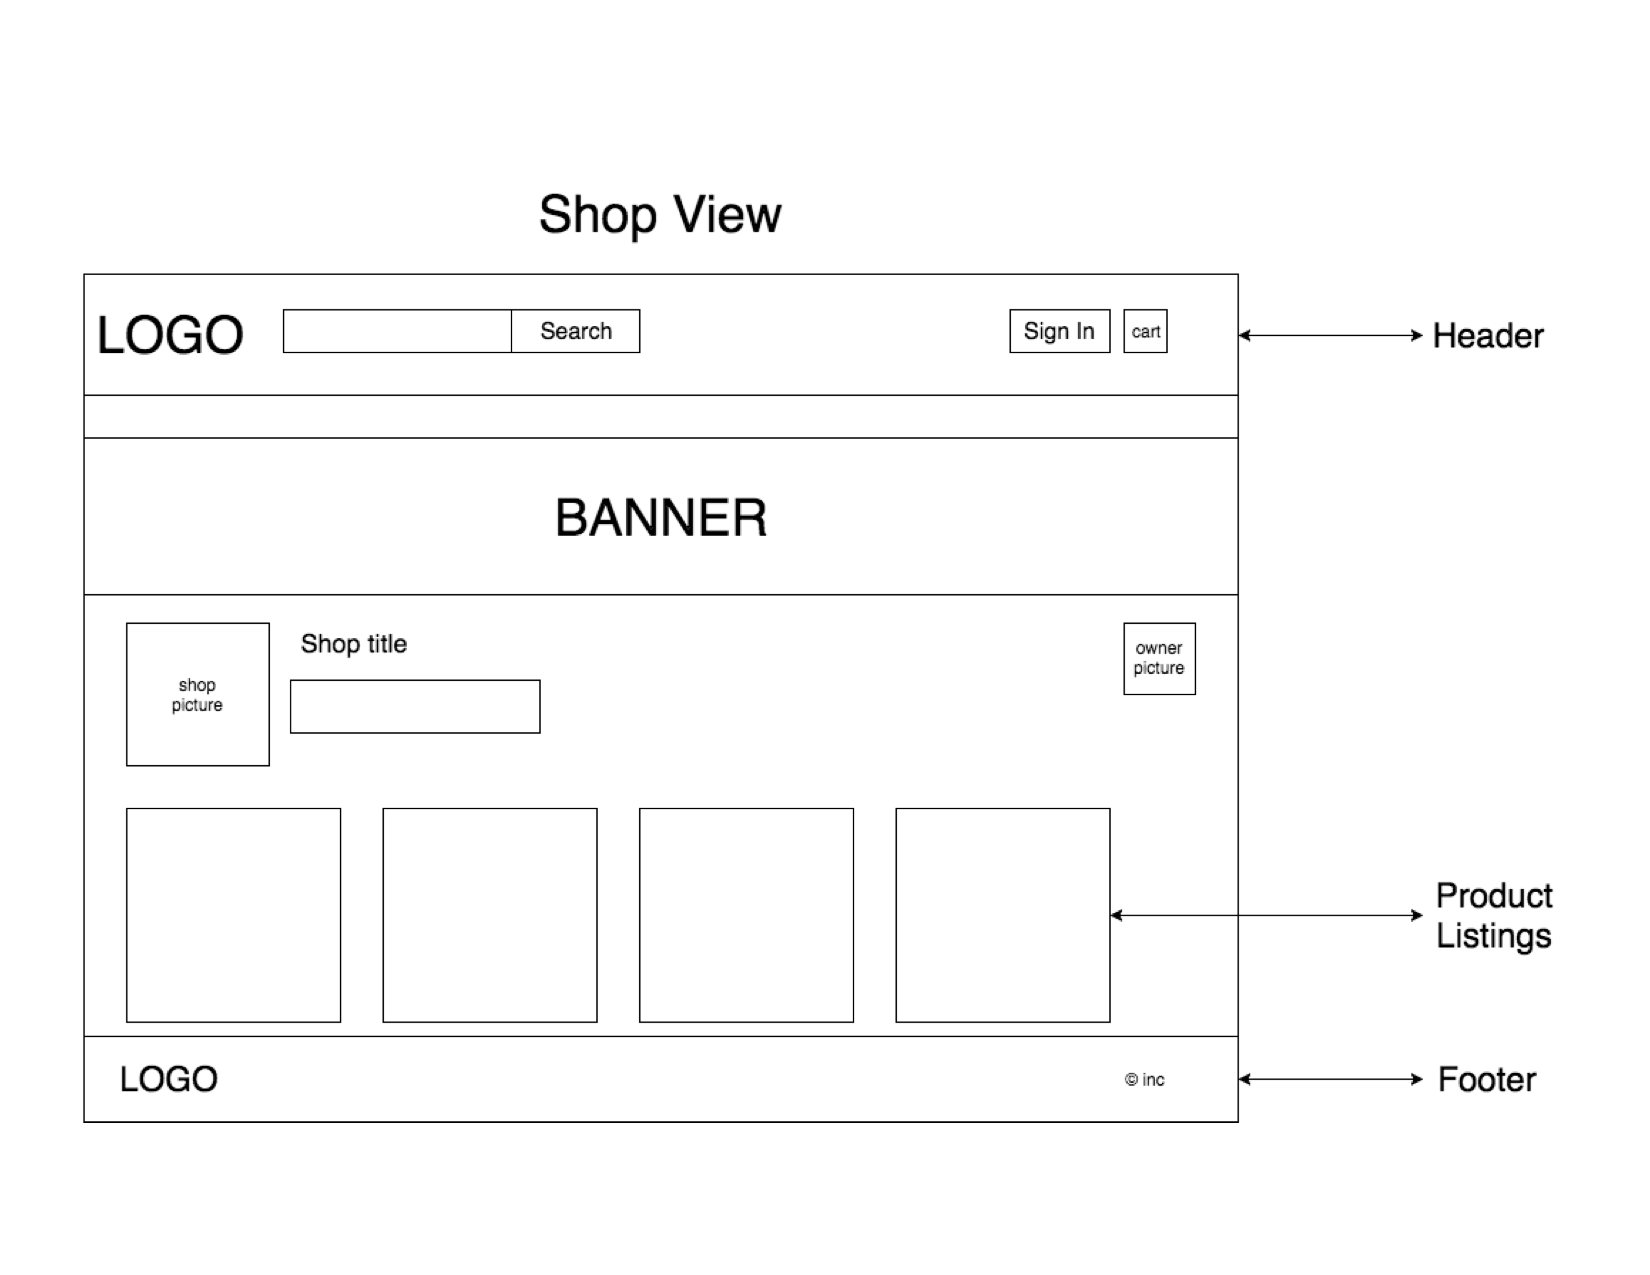 Shop View
LOGO
Search
Sign In
cart
Header
BANNER
shop
picture
Shop title
owner
picture
Product
Listings
LOGO
© inc
Footer